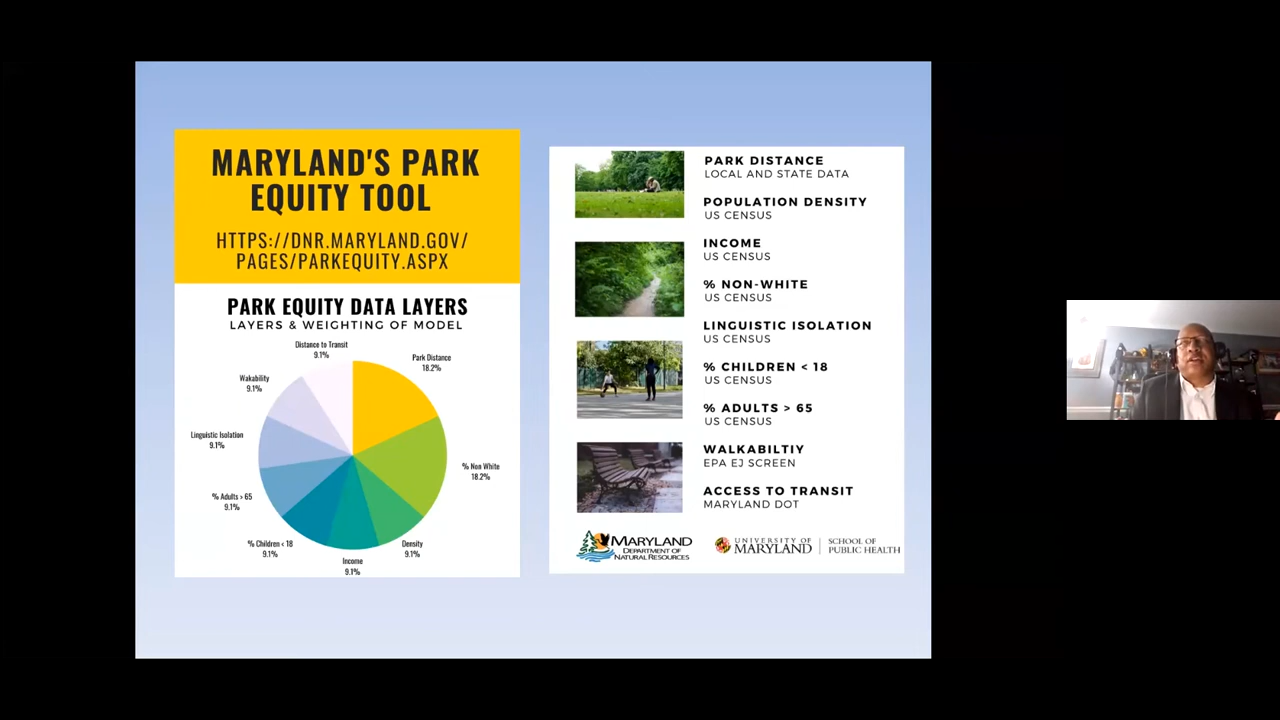 MARYLAND'S PARK
EQUITY TOOL
HTTPS://DNR.MARYLAND.GOV/
PAGES/PARKEQUITY.ASPX
PARK EQUITY DATA LAYERS
LAYERS & WEIGHTING OF MODEL
Distance to Transit
9.1%
Park Distance
18.2%
Wakability
9.1%
Linguistic Isolation
9.1%
% Non White
18.2%
% Adults > 65
9.1%
% Children < 18
9.1%
Density
9.1%
Income
9.1%
PARK DISTANCE
LOCAL AND STATE DATA
POPULATION DENSITY
US CENSUS
INCOME
US CENSUS
% NON-WHITE
US CENSUS
LINGUISTIC ISOLATION
US CENSUS
% CHILDREN < 18
US CENSUS
% ADULTS > 65
US CENSUS
WALKABILTIY
EPA EJ SCREEN
ACCESS TO TRANSIT
MARYLAND DOT
MARYLAND
DEPARTMENT OF
NATURAL RESOURCES
UNIVERSITY OF
MARYLAND
SCHOOL OF
PUBLIC HEALTH